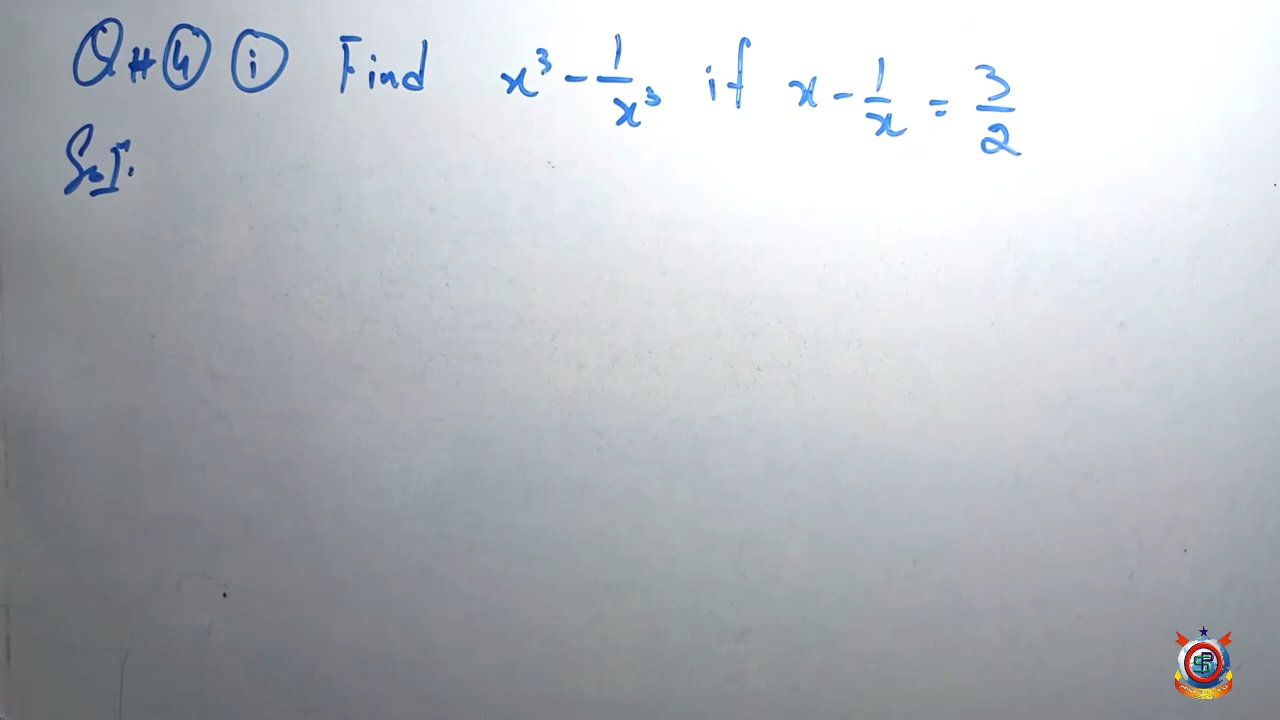 Q#4 i Find x³ - 1/x³ if x - 1/x = 3/2
Sol.